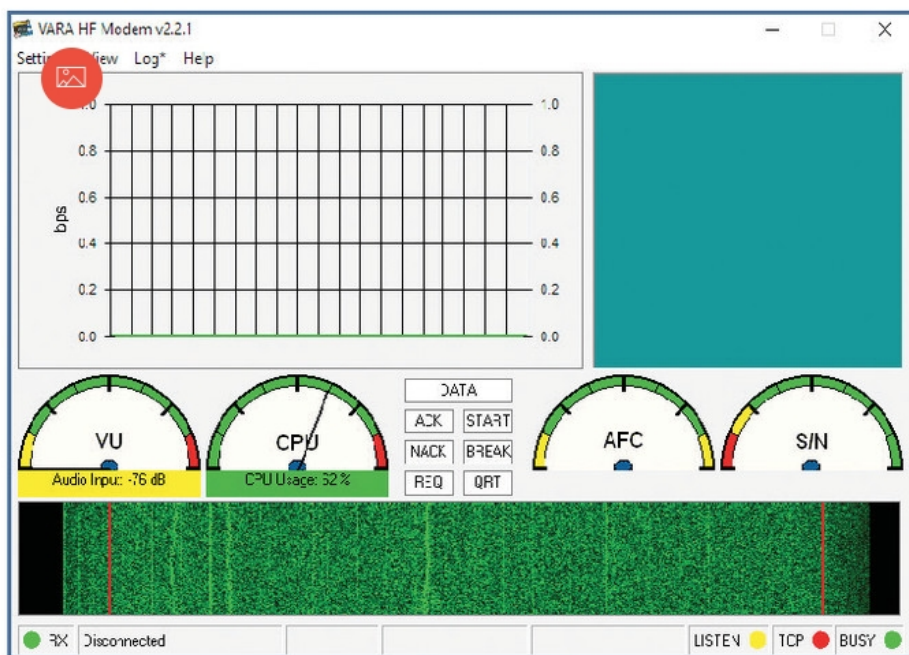 VARA HF Modem v2.2.1
Log* Help
1.0
0.8 0.8
0.6 0.6
0.4 0.4
0.2 0.2
0.0 0.0
bps
VU CPU AFC S/N
DATA
ACK START
NACK BREAK
REQ QRT
Audio Input: -76 dB
CPU Usage: 62 %
RX Disconnected LISTEN TCP BUSY